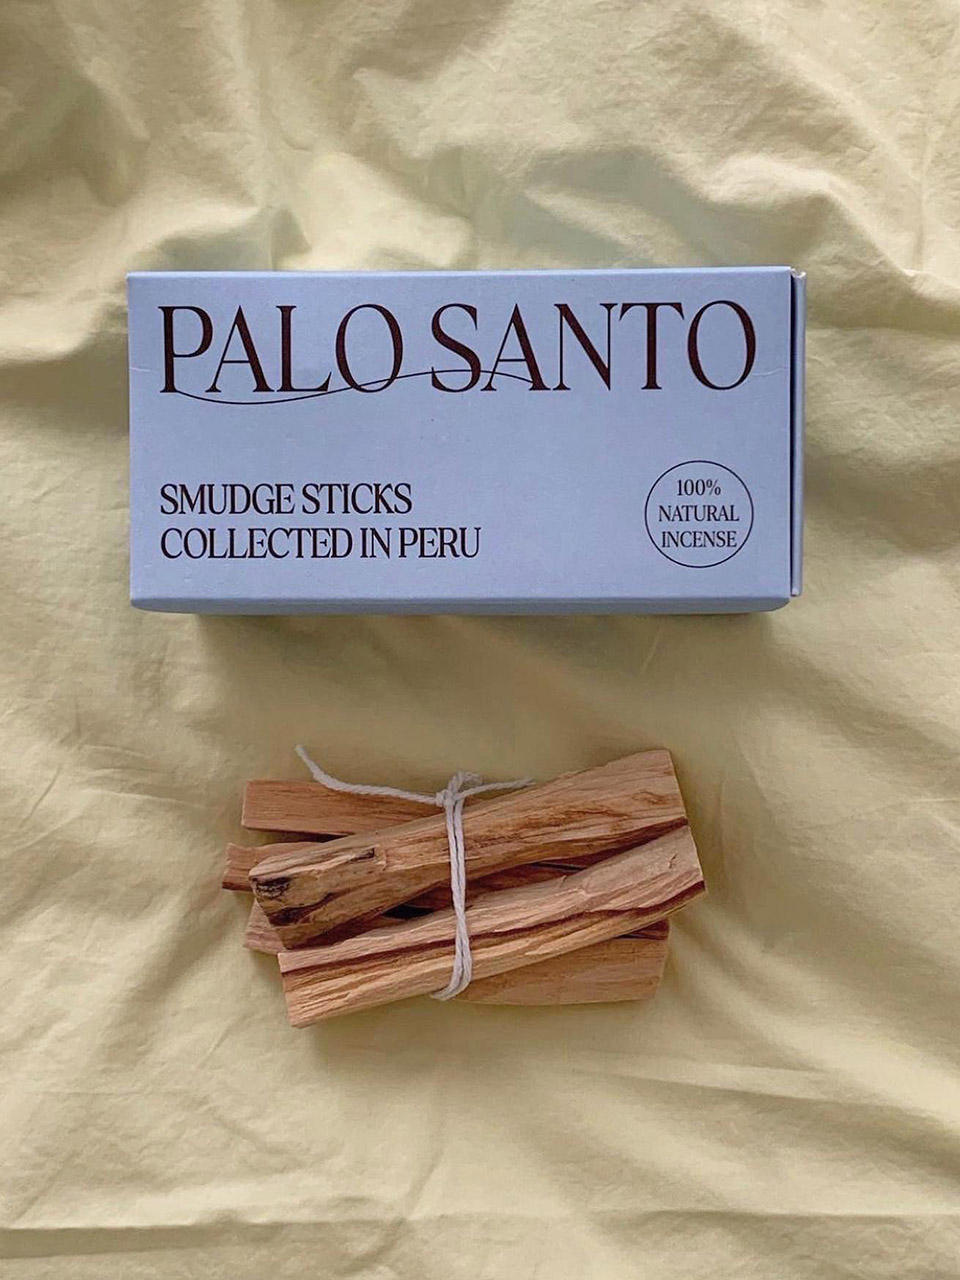 PALO SANTO
SMUDGE STICKS
COLLECTED IN PERU
100%
NATURAL
INCENSE